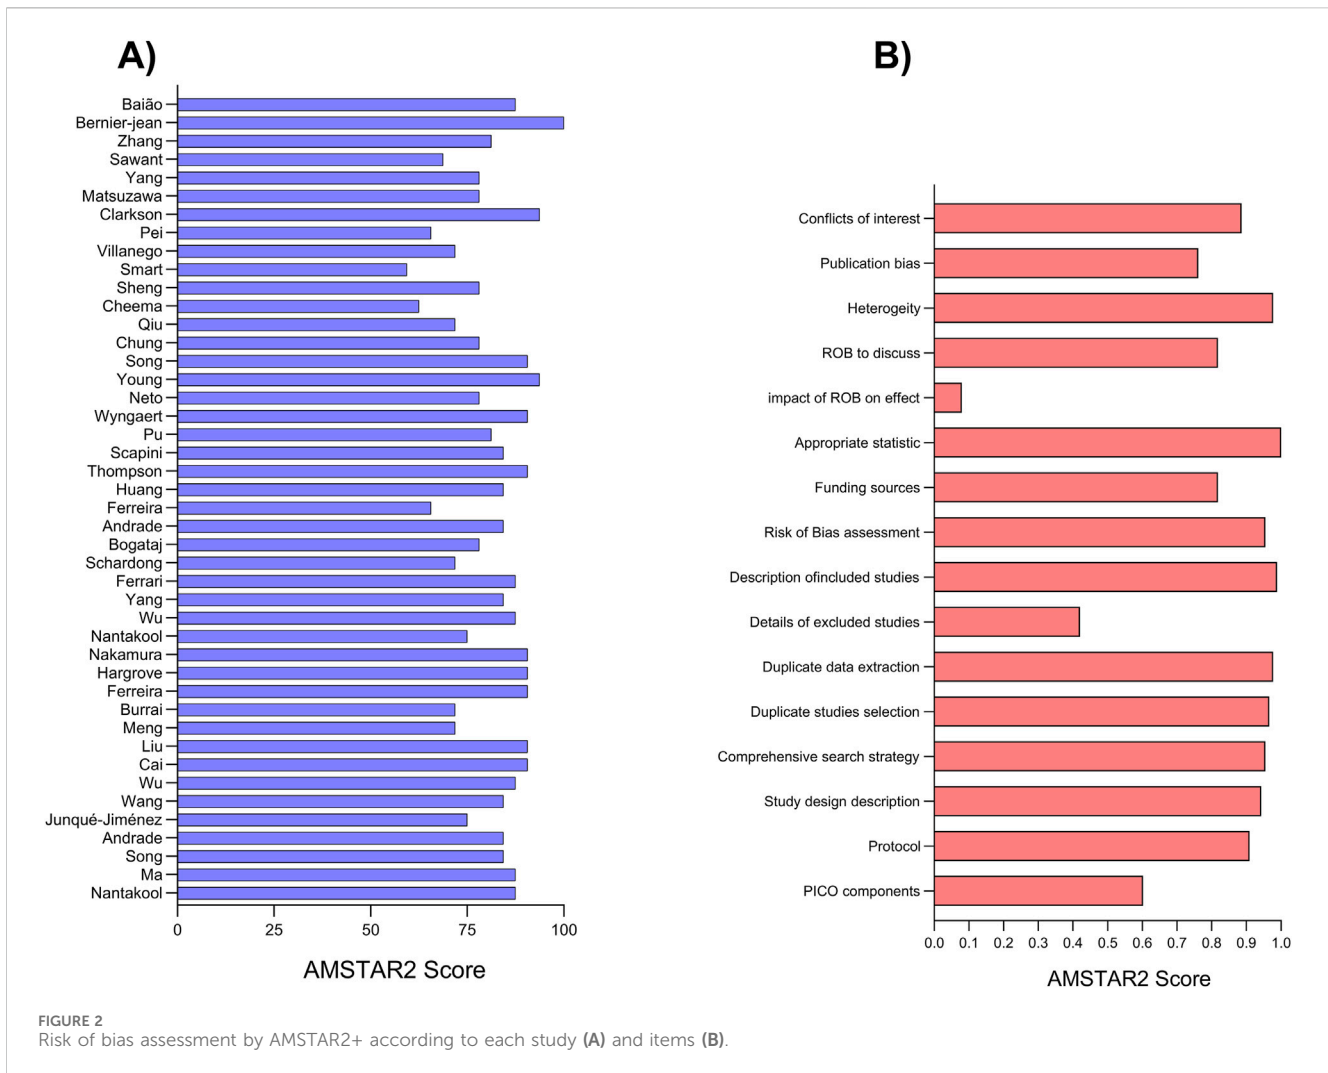 A)
Baião
Bernier-jean
Zhang
Sawant
Yang
Matsuzawa
Clarkson
Pei
Villanego
Smart
Sheng
Cheema
Qiu
Chung
Song
Young
Neto
Wyngaert
Pu
Scapini
Thompson
Huang
Ferreira
Andrade
Bogataj
Schardong
Ferrari
Yang
Wu
Nantakool
Nakamura
Hargrove
Ferreira
Burrai
Meng
Liu
Cai
Wu
Wang
Junqué-Jiménez
Andrade
Song
Ma
Nantakool
0 25 50 75 100
AMSTAR2 Score
B)
Conflicts of interest
Publication bias
Heterogeity
ROB to discuss
impact of ROB on effect
Appropriate statistic
Funding sources
Risk of Bias assessment
Description ofincluded studies
Details of excluded studies
Duplicate data extraction
Duplicate studies selection
Comprehensive search strategy
Study design description
Protocol
PICO components
0.0 0.1 0.2 0.3 0.4 0.5 0.6 0.7 0.8 0.9 1.0
AMSTAR2 Score
FIGURE 2
Risk of bias assessment by AMSTAR2+ according to each study (A) and items (B).